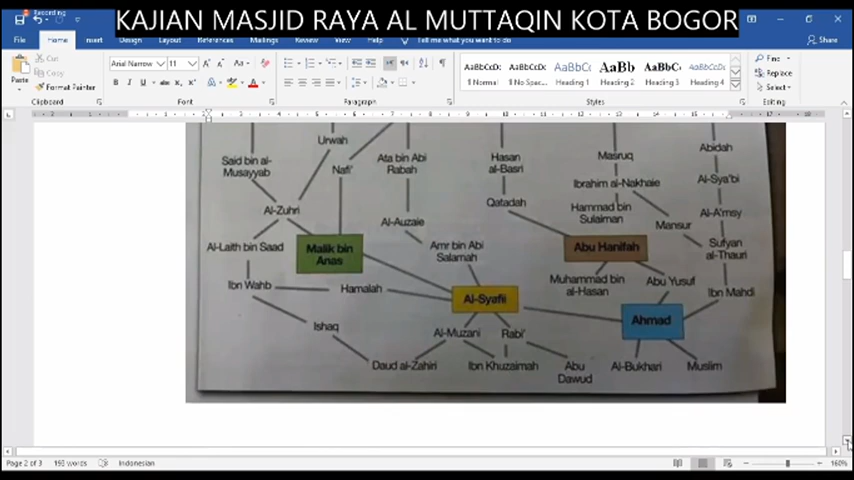 Recording
KAJIAN MASJID RAYA AL MUTTAQIN KOTA BOGOR
File Home Insert Design Layout References Mailings Review View Help Tell me what you want to do Share
Paste
Cut
Copy
Format Painter
Clipboard
Arial Narrow 11
Font
Paragraph
AaBbCcDc AaBbCcDc AaBbC AaBb AaBbC AaBbCcD
¶ Normal ¶ No Spac... Heading 1 Heading 2 Heading 3 Heading 4
Styles
Find
Replace
Select
Editing
Urwah
Abidah
Said bin al-
Musayyab
Nafi'
Ata bin Abi
Rabah
Hasan
al-Basri
Masruq
Al-Sya'bi
Ibrahim al-Nakhaie
Al-Zuhri
Al-Auzaie
Qatadah
Hammad bin
Sulaiman
Mansur
Al-A'msy
Al-Laith bin Saad
Malik bin
Anas
Amr bin Abi
Salamah
Abu Hanifah
Sufyan
al-Thauri
Ibn Wahb
Hamalah
Al-Syafii
Muhammad bin
al-Hasan
Abu Yusuf
Ibn Mahdi
Ishaq
Al-Muzani
Rabi'
Ahmad
Daud al-Zahiri
Ibn Khuzaimah
Abu
Dawud
Al-Bukhari
Muslim
Page 2 of 3 193 words Indonesian 160%